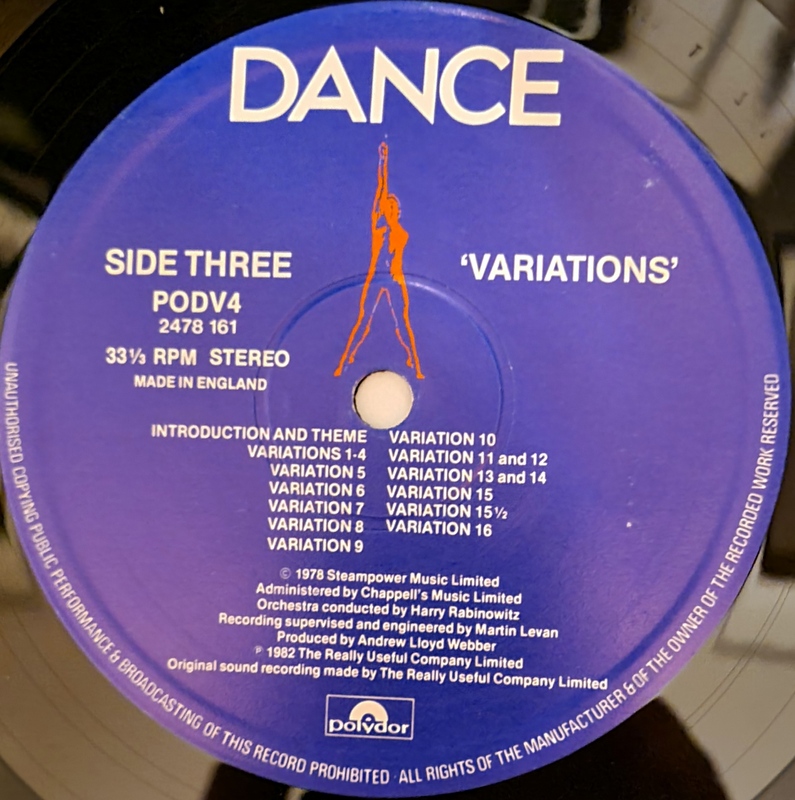 DANCE
SIDE THREE
PODV4
2478 161
33⅓ RPM STEREO
MADE IN ENGLAND
'VARIATIONS'
INTRODUCTION AND THEME
VARIATIONS 1-4
VARIATION 5
VARIATION 6
VARIATION 7
VARIATION 8
VARIATION 9
VARIATION 10
VARIATION 11 and 12
VARIATION 13 and 14
VARIATION 15
VARIATION 15½
VARIATION 16
© 1978 Steampower Music Limited
Administered by Chappell's Music Limited
Orchestra conducted by Harry Rabinowitz
Recording supervised and engineered by Martin Levan
Produced by Andrew Lloyd Webber
℗ 1982 The Really Useful Company Limited
Original sound recording made by The Really Useful Company Limited
polydor
UNAUTHORISED COPYING PUBLIC PERFORMANCE & BROADCASTING OF THIS RECORD PROHIBITED · ALL RIGHTS OF THE MANUFACTURER & OF THE OWNER OF THE RECORDED WORK RESERVED